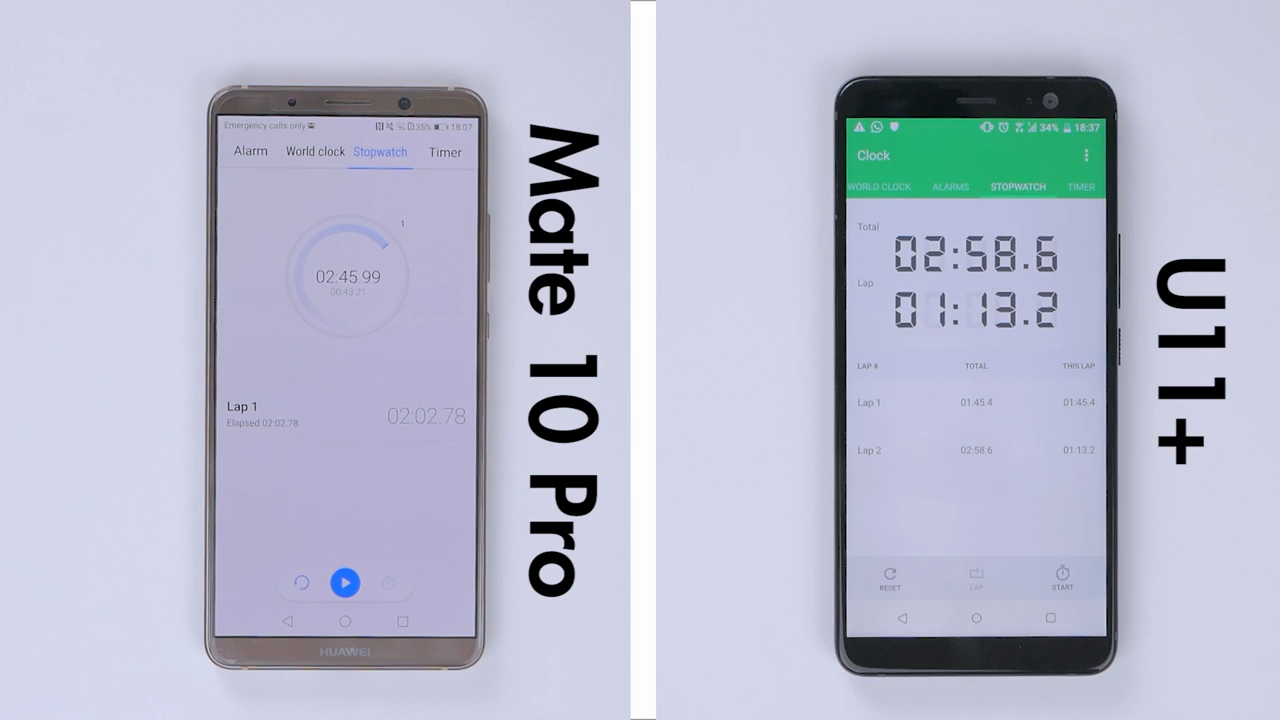 Emergency calls only
35% 18:07
Alarm World clock Stopwatch Timer
1
02:45.99
00:43.21
Lap 1
Elapsed 02:02.78
02:02.78
HUAWEI
Mate 10 Pro
34% 18:37
Clock
WORLD CLOCK ALARMS STOPWATCH TIMER
Total
02:58.6
Lap
01:13.2
LAP # TOTAL THIS LAP
Lap 1 01:45.4 01:45.4
Lap 2 02:58.6 01:13.2
RESET LAP START
U11+